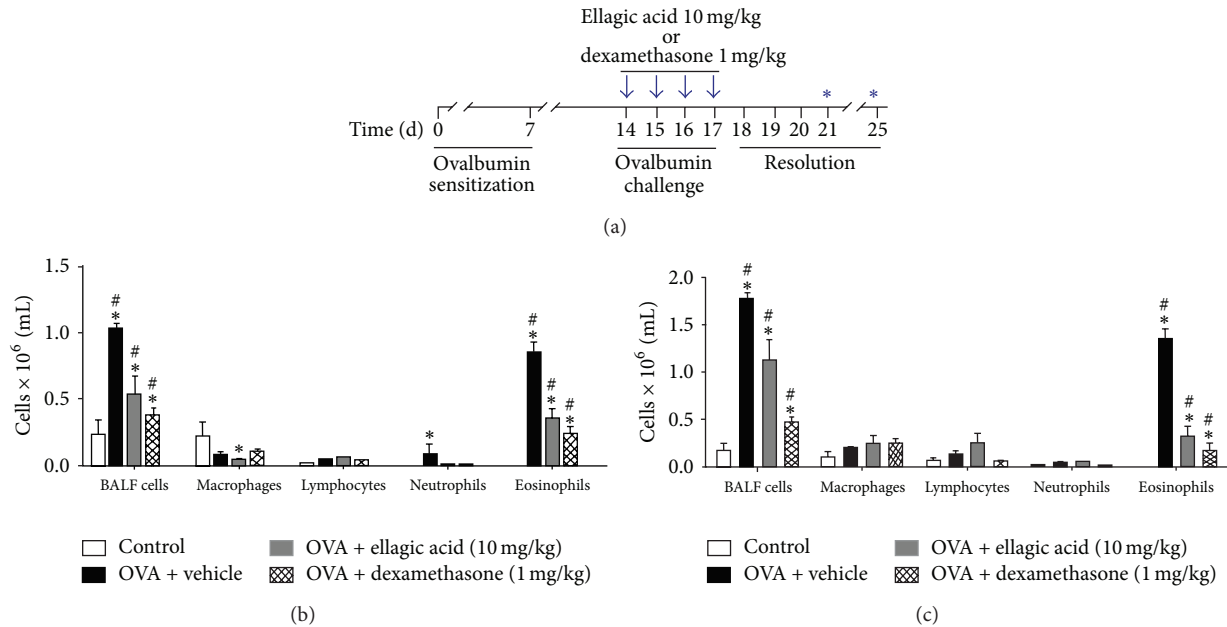 Ellagic acid 10 mg/kg
or
dexamethasone 1 mg/kg
* *
Time (d) 0 7 14 15 16 17 18 19 20 21 25
Ovalbumin
sensitization
Ovalbumin
challenge
Resolution
(a)
Cells × 10⁶ (mL)
1.5
1.0
0.5
0.0
# * # * # * * * # * # * # *
BALF cells Macrophages Lymphocytes Neutrophils Eosinophils
Control
OVA + vehicle
OVA + ellagic acid (10 mg/kg)
OVA + dexamethasone (1 mg/kg)
(b)
Cells × 10⁶ (mL)
2.0
1.5
1.0
0.5
0.0
# * # * # * # * # * # *
BALF cells Macrophages Lymphocytes Neutrophils Eosinophils
Control
OVA + vehicle
OVA + ellagic acid (10 mg/kg)
OVA + dexamethasone (1 mg/kg)
(c)